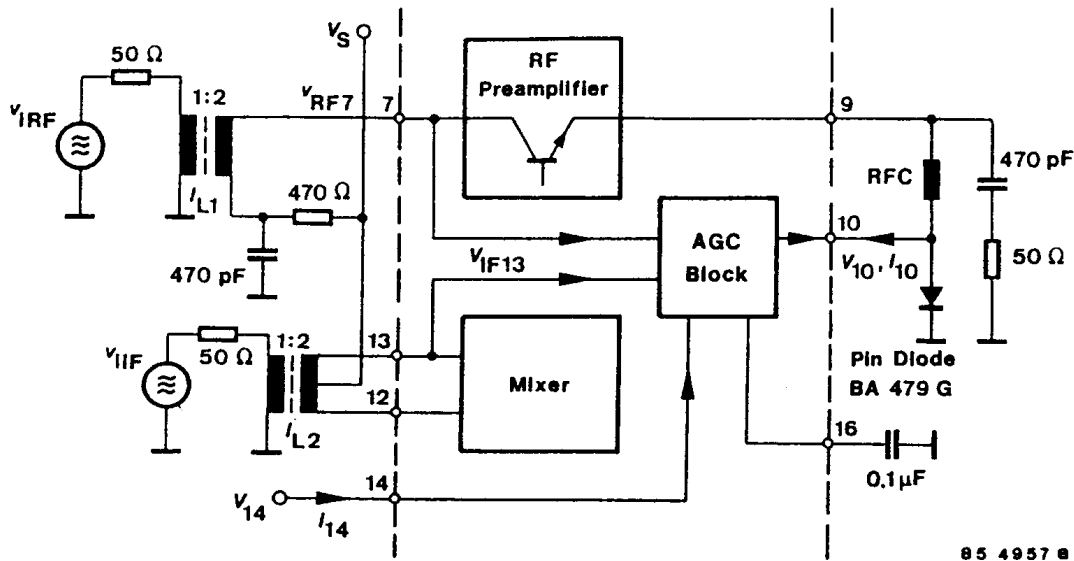 V_S
50 Ω
RF
Preamplifier
1:2
V_RF7
7
9
V_IRF
I_L1
470 Ω
470 pF
RFC
10
AGC
Block
V_10, I_10
50 Ω
470 pF
V_IF13
V_IIF
50 Ω
1:2
13
12
Mixer
Pin Diode
BA 479 G
I_L2
16
0.1 µF
V_14
I_14
14
85 4957 e